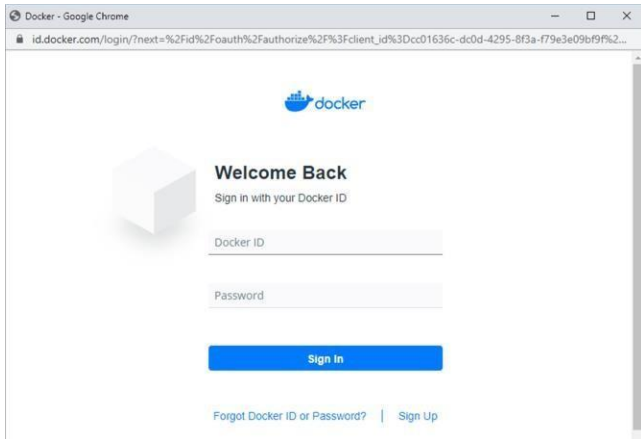 Docker - Google Chrome
id.docker.com/login/?next=%2Fid%2Foauth%2Fauthorize%2F%3Fclient_id%3Dcc01636c-dc0d-4295-8f3a-f79e3e09bf9f%2...
docker
Welcome Back
Sign in with your Docker ID
Docker ID
Password
Sign In
Forgot Docker ID or Password? | Sign Up